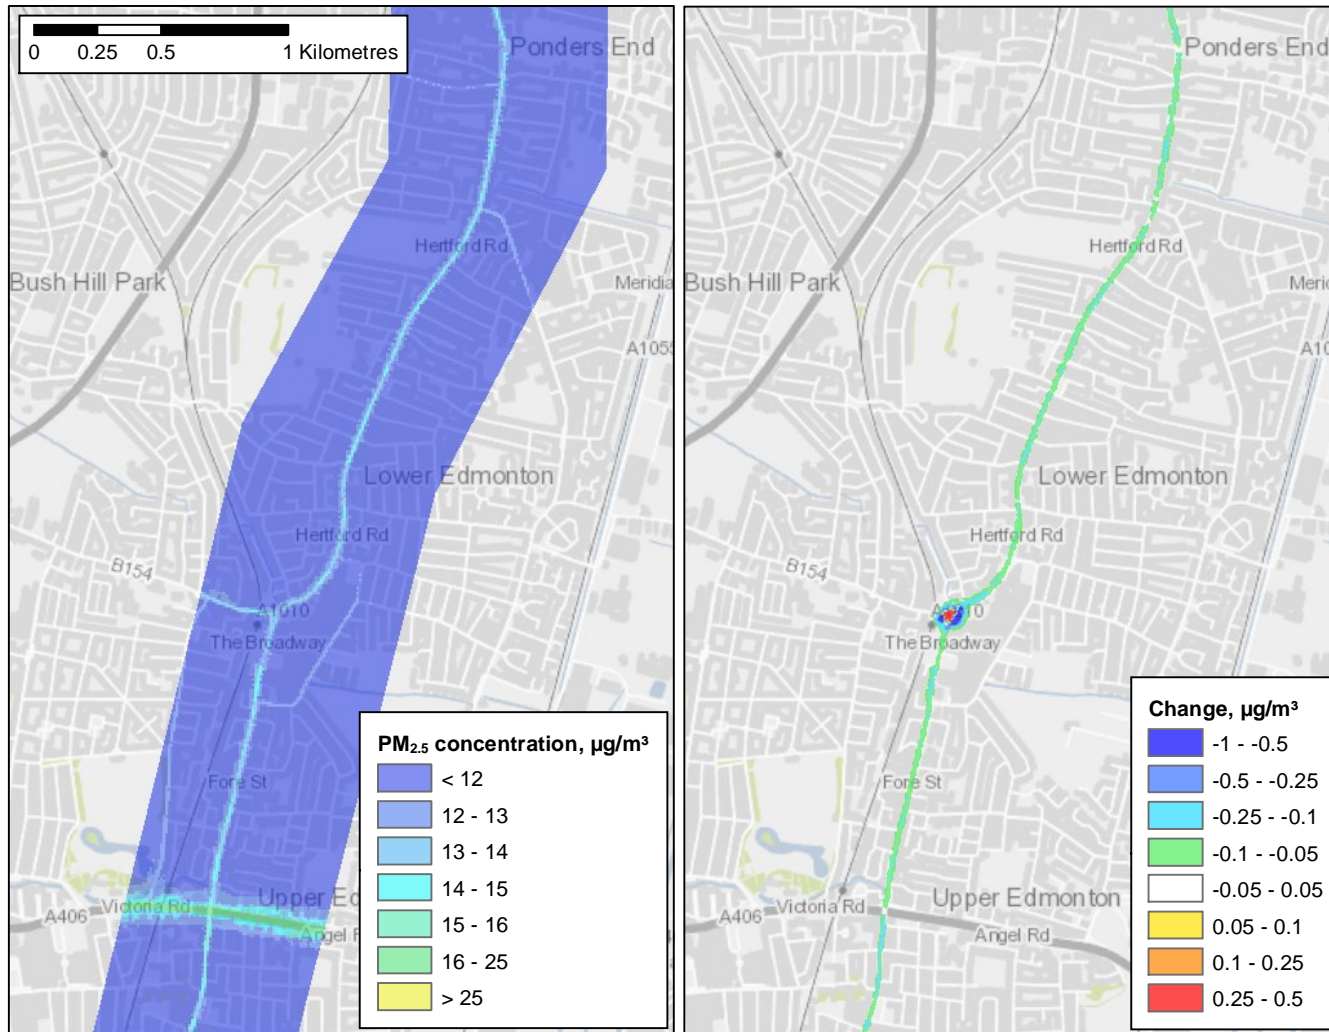 0 0.25 0.5 1 Kilometres
Ponders End
Hertford Rd
Bush Hill Park
Meridia
A1055
Lower Edmonton
Hertford Rd
B154
A1010
The Broadway
Fore St
Upper Ed
A406
Victoria Rd
Angel R
PM2.5 concentration, µg/m³
< 12
12 - 13
13 - 14
14 - 15
15 - 16
16 - 25
> 25
Ponders End
Hertford Rd
Bush Hill Park
Meric
A10
Lower Edmonton
Hertford Rd
B154
A1010
The Broadway
Fore St
Upper Edmonton
A406
Victoria Rd
Angel Rd
Change, µg/m³
-1 - -0.5
-0.5 - -0.25
-0.25 - -0.1
-0.1 - -0.05
-0.05 - 0.05
0.05 - 0.1
0.1 - 0.25
0.25 - 0.5